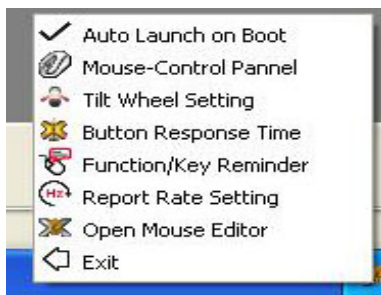 Auto Launch on Boot
Mouse-Control Pannel
Tilt Wheel Setting
Button Response Time
Function/Key Reminder
Hz Report Rate Setting
Open Mouse Editor
Exit